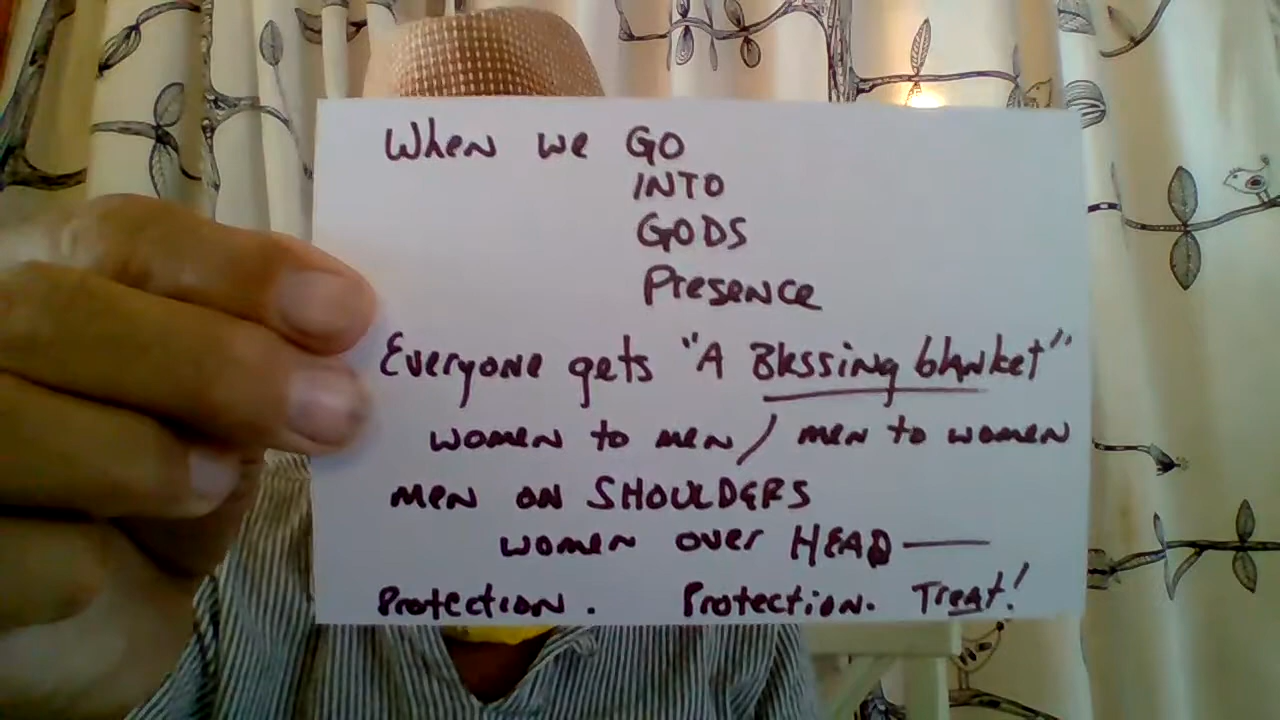 When we GO
INTO
GODS
Presence
Everyone gets "A Blessing blanket"
women to men / men to women
men on SHOULDERS
women over HEAD —
Protection. Protection. Treat!